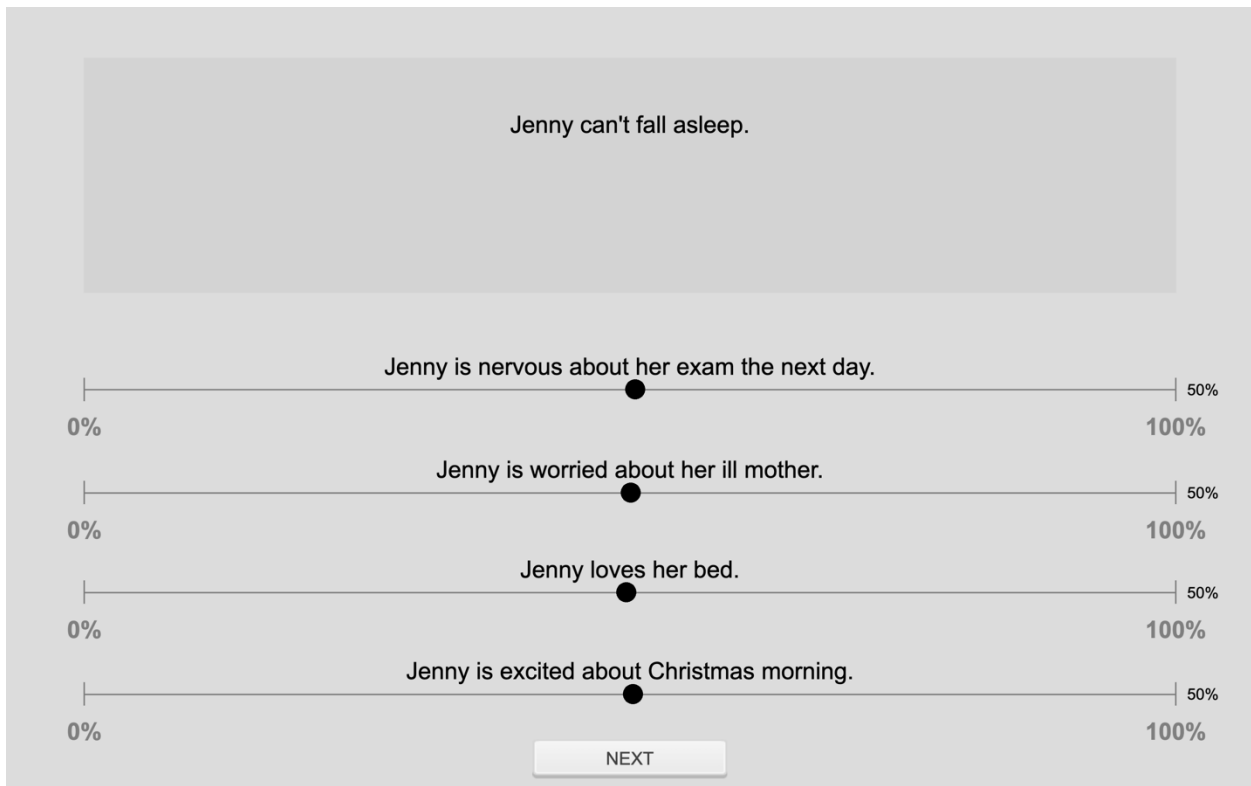 Jenny can't fall asleep.
Jenny is nervous about her exam the next day.
50%
0% 100%
Jenny is worried about her ill mother.
50%
0% 100%
Jenny loves her bed.
50%
0% 100%
Jenny is excited about Christmas morning.
50%
0% 100%
NEXT